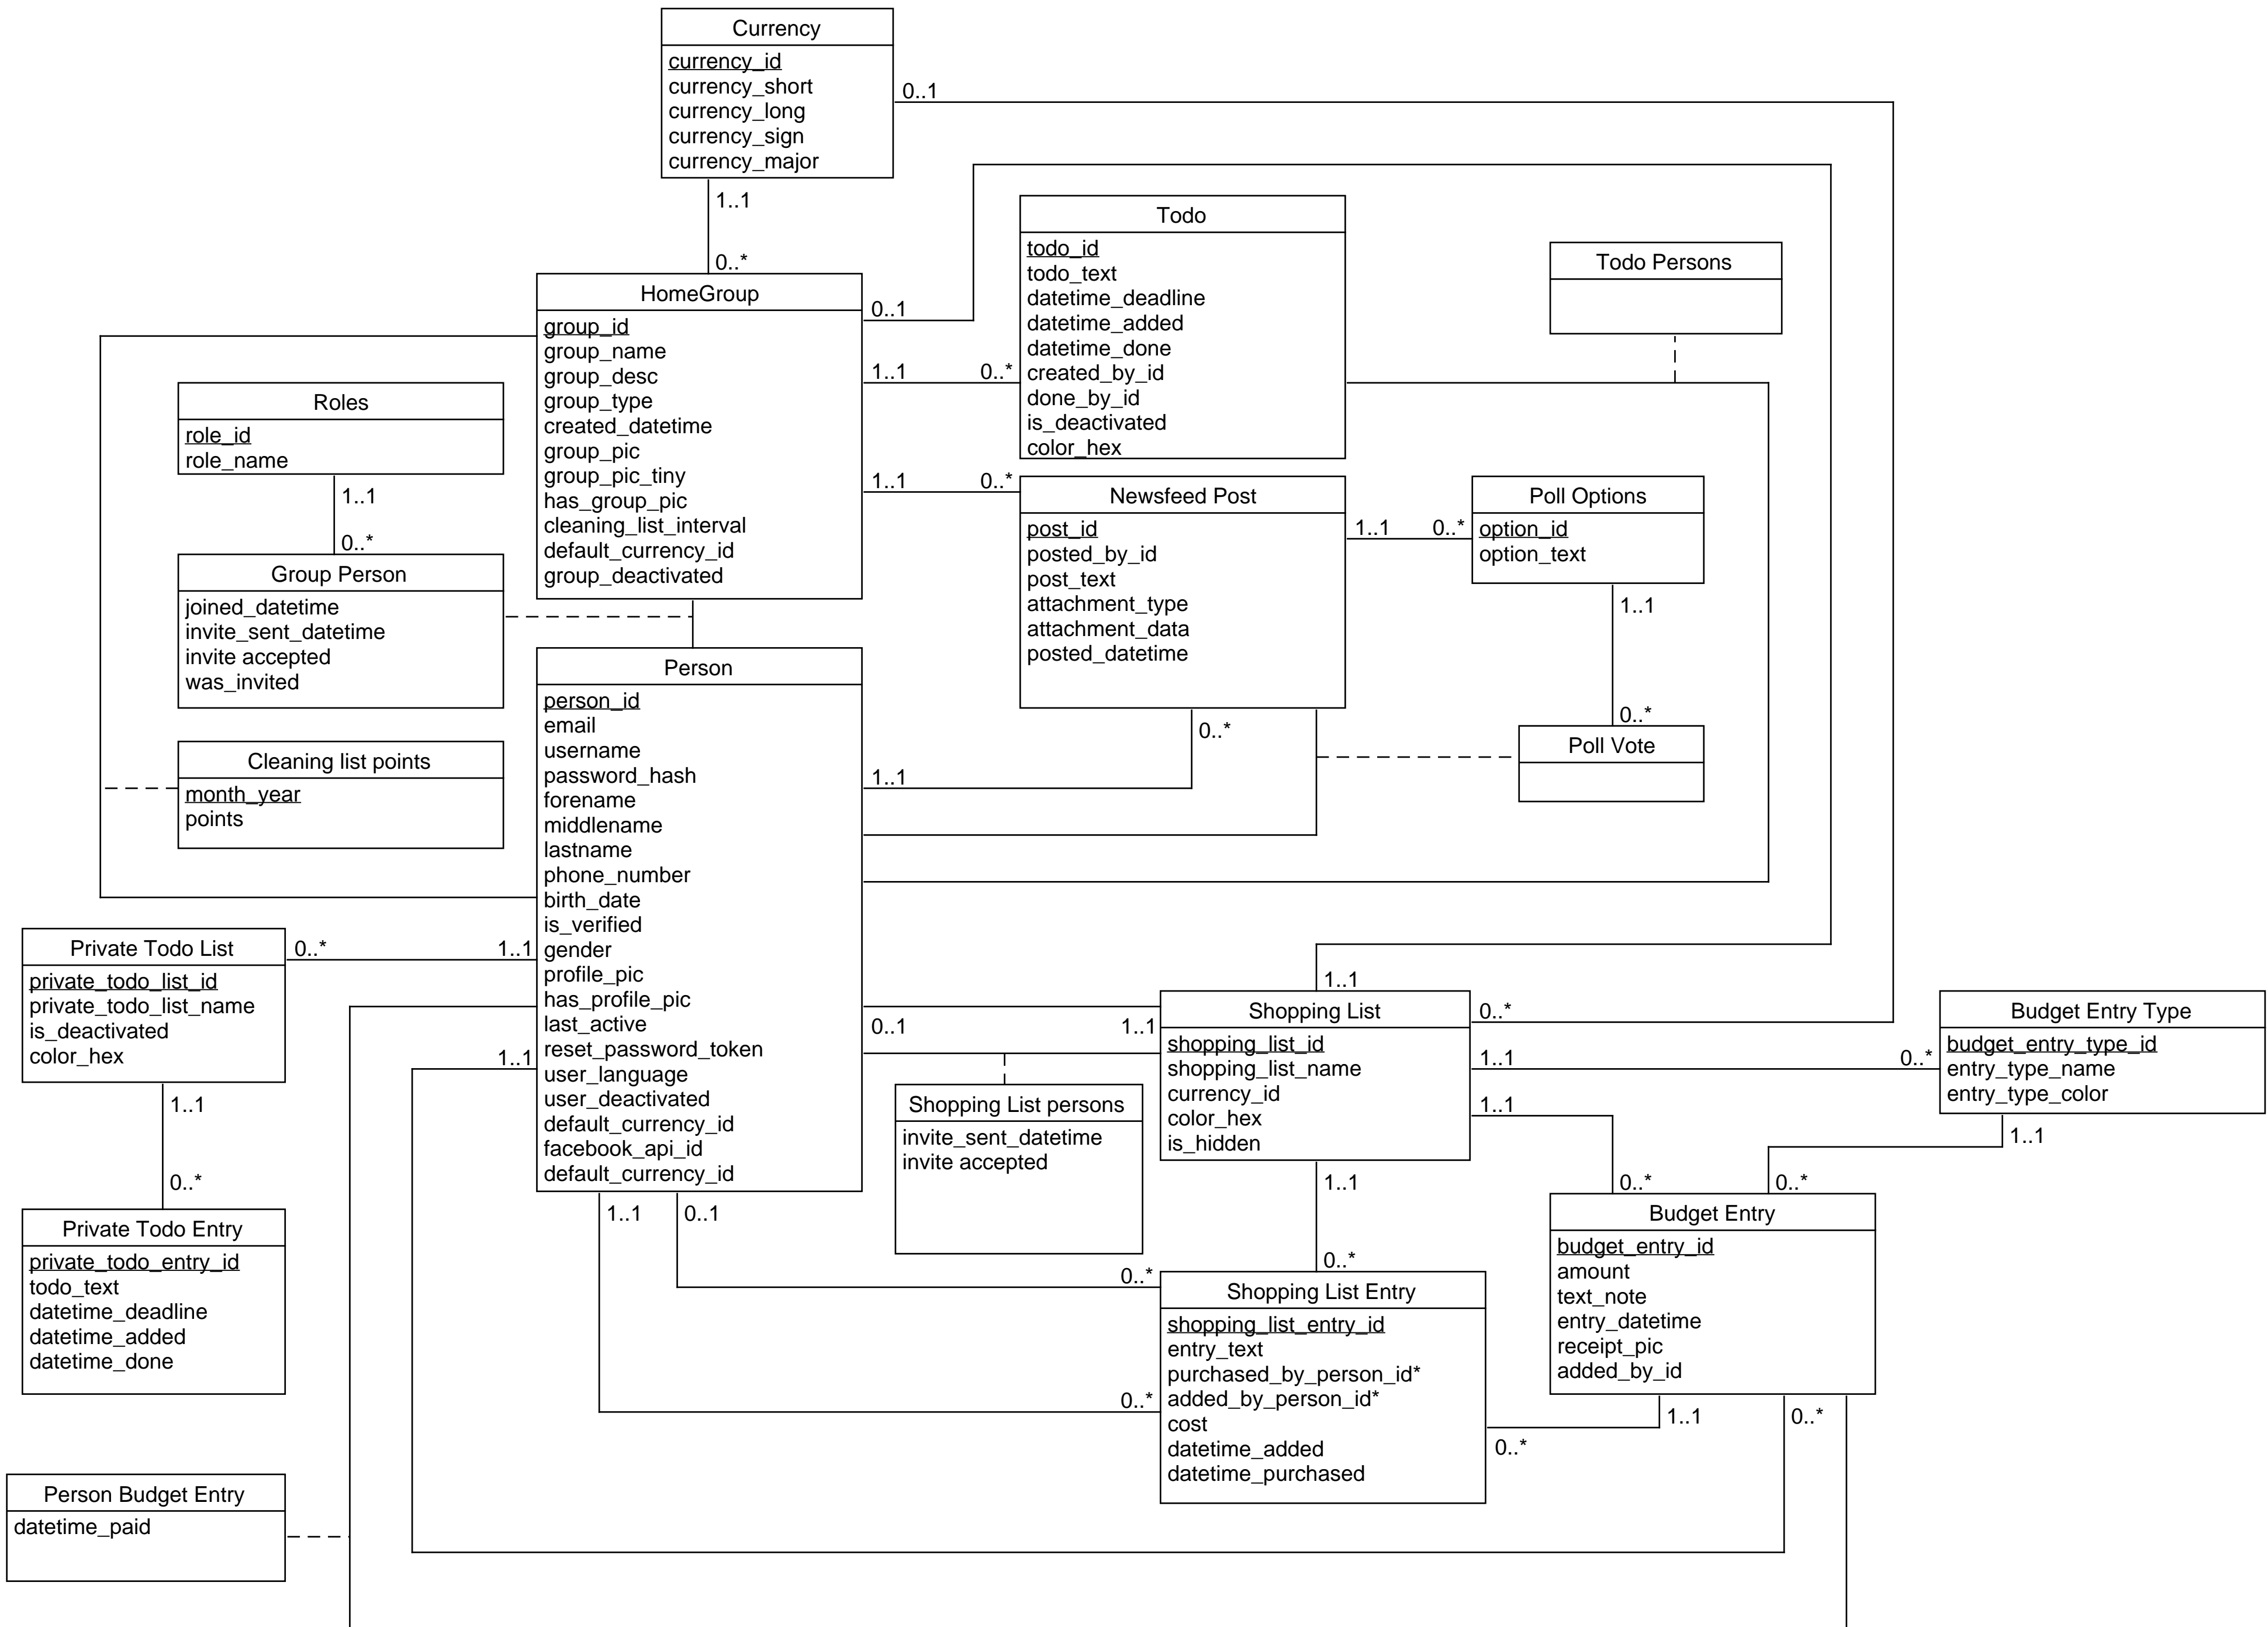 Currency
currency_id
currency_short
currency_long
currency_sign
currency_major
0..1
1..1
0..*
HomeGroup
group_id
group_name
group_desc
group_type
created_datetime
group_pic
group_pic_tiny
has_group_pic
cleaning_list_interval
default_currency_id
group_deactivated
0..1
1..1
0..*
1..1
0..*
Todo
todo_id
todo_text
datetime_deadline
datetime_added
datetime_done
created_by_id
done_by_id
is_deactivated
color_hex
Todo Persons
Roles
role_id
role_name
1..1
0..*
Group Person
joined_datetime
invite_sent_datetime
invite accepted
was_invited
Cleaning list points
month_year
points
Newsfeed Post
post_id
posted_by_id
post_text
attachment_type
attachment_data
posted_datetime
1..1
0..*
Poll Options
option_id
option_text
1..1
0..*
Poll Vote
0..*
1..1
Person
person_id
email
username
password_hash
forename
middlename
lastname
phone_number
birth_date
is_verified
gender
profile_pic
has_profile_pic
last_active
reset_password_token
user_language
user_deactivated
default_currency_id
facebook_api_id
default_currency_id
Private Todo List
private_todo_list_id
private_todo_list_name
is_deactivated
color_hex
0..*
1..1
1..1
1..1
0..*
Private Todo Entry
private_todo_entry_id
todo_text
datetime_deadline
datetime_added
datetime_done
Person Budget Entry
datetime_paid
0..1
1..1
Shopping List persons
invite_sent_datetime
invite accepted
1..1
Shopping List
shopping_list_id
shopping_list_name
currency_id
color_hex
is_hidden
0..*
1..1
0..*
1..1
Budget Entry Type
budget_entry_type_id
entry_type_name
entry_type_color
1..1
0..*
0..*
Budget Entry
budget_entry_id
amount
text_note
entry_datetime
receipt_pic
added_by_id
1..1
0..*
1..1
0..1
0..*
0..*
1..1
0..*
Shopping List Entry
shopping_list_entry_id
entry_text
purchased_by_person_id*
added_by_person_id*
cost
datetime_added
datetime_purchased
0..*